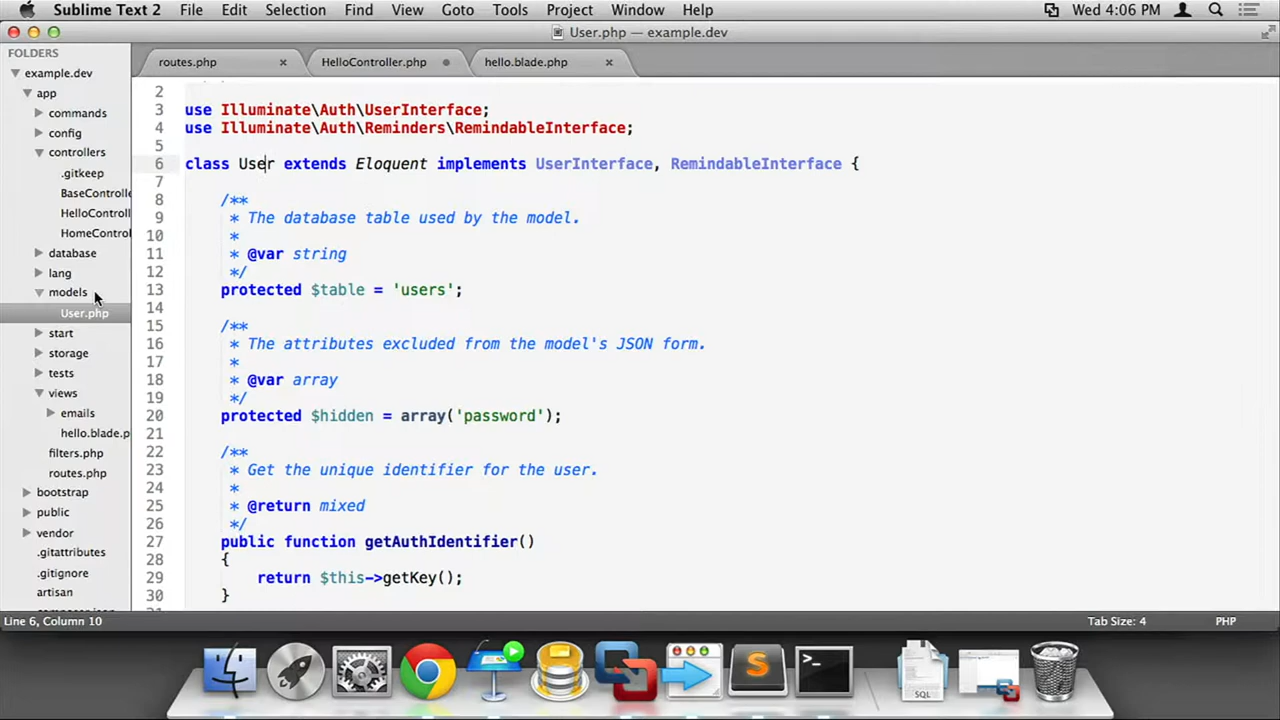 Sublime Text 2 File Edit Selection Find View Goto Tools Project Window Help Wed 4:06 PM
User.php — example.dev
FOLDERS
example.dev
app
commands
config
controllers
.gitkeep
BaseControlle
HelloControll
HomeControl
database
lang
models
User.php
start
storage
tests
views
emails
hello.blade.p
filters.php
routes.php
bootstrap
public
vendor
.gitattributes
.gitignore
artisan
routes.php HelloController.php hello.blade.php
2
3 use Illuminate\Auth\UserInterface;
4 use Illuminate\Auth\Reminders\RemindableInterface;
5
6 class User extends Eloquent implements UserInterface, RemindableInterface {
7
8 /**
9 * The database table used by the model.
10 *
11 * @var string
12 */
13 protected $table = 'users';
14
15 /**
16 * The attributes excluded from the model's JSON form.
17 *
18 * @var array
19 */
20 protected $hidden = array('password');
21
22 /**
23 * Get the unique identifier for the user.
24 *
25 * @return mixed
26 */
27 public function getAuthIdentifier()
28 {
29 return $this->getKey();
30 }
Line 6, Column 10 Tab Size: 4 PHP
SQL